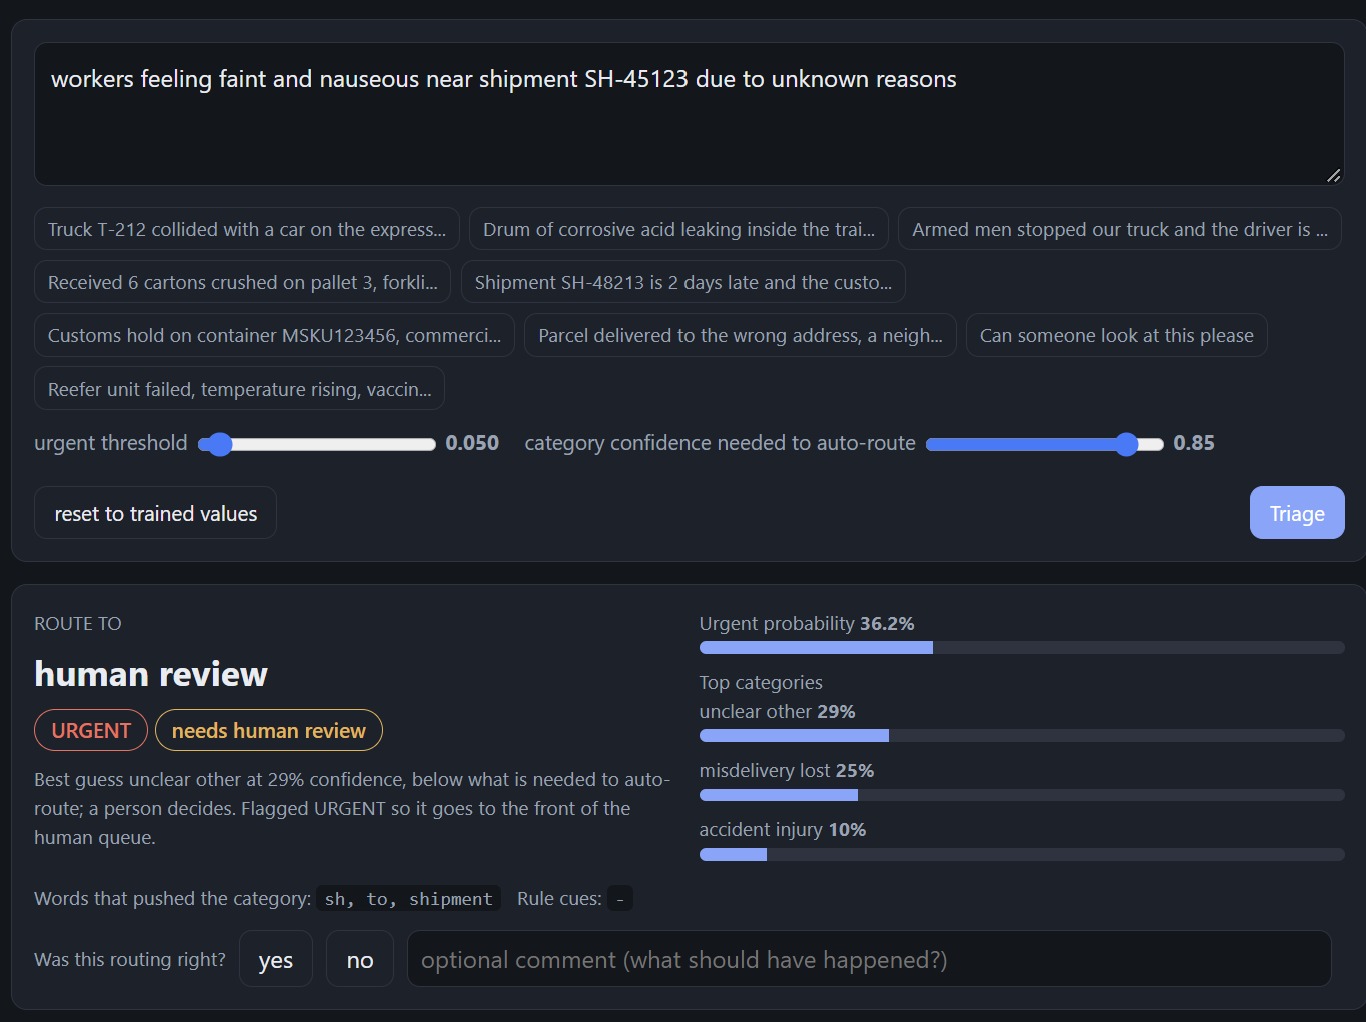 workers feeling faint and nauseous near shipment SH-45123 due to unknown reasons
Truck T-212 collided with a car on the express...
Drum of corrosive acid leaking inside the trai...
Armed men stopped our truck and the driver is ...
Received 6 cartons crushed on pallet 3, forkli...
Shipment SH-48213 is 2 days late and the custo...
Customs hold on container MSKU123456, commerci...
Parcel delivered to the wrong address, a neigh...
Can someone look at this please
Reefer unit failed, temperature rising, vaccin...
urgent threshold 0.050 category confidence needed to auto-route 0.85
reset to trained values
Triage
ROUTE TO
human review
URGENT needs human review
Best guess unclear other at 29% confidence, below what is needed to auto-
route; a person decides. Flagged URGENT so it goes to the front of the
human queue.
Urgent probability 36.2%
Top categories
unclear other 29%
misdelivery lost 25%
accident injury 10%
Words that pushed the category: sh, to, shipment Rule cues: -
Was this routing right? yes no optional comment (what should have happened?)